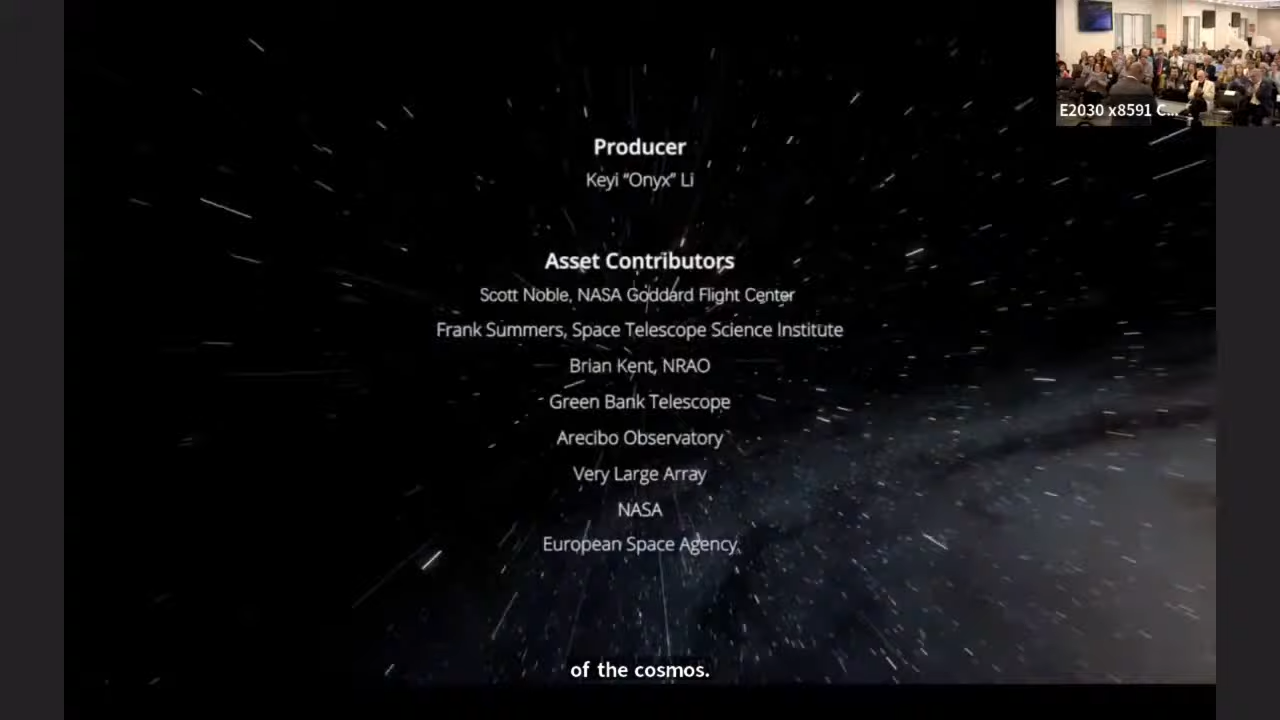 E2030 x8591 C...
Producer
Keyi “Onyx” Li
Asset Contributors
Scott Noble, NASA Goddard Flight Center
Frank Summers, Space Telescope Science Institute
Brian Kent, NRAO
Green Bank Telescope
Arecibo Observatory
Very Large Array
NASA
European Space Agency
of the cosmos.